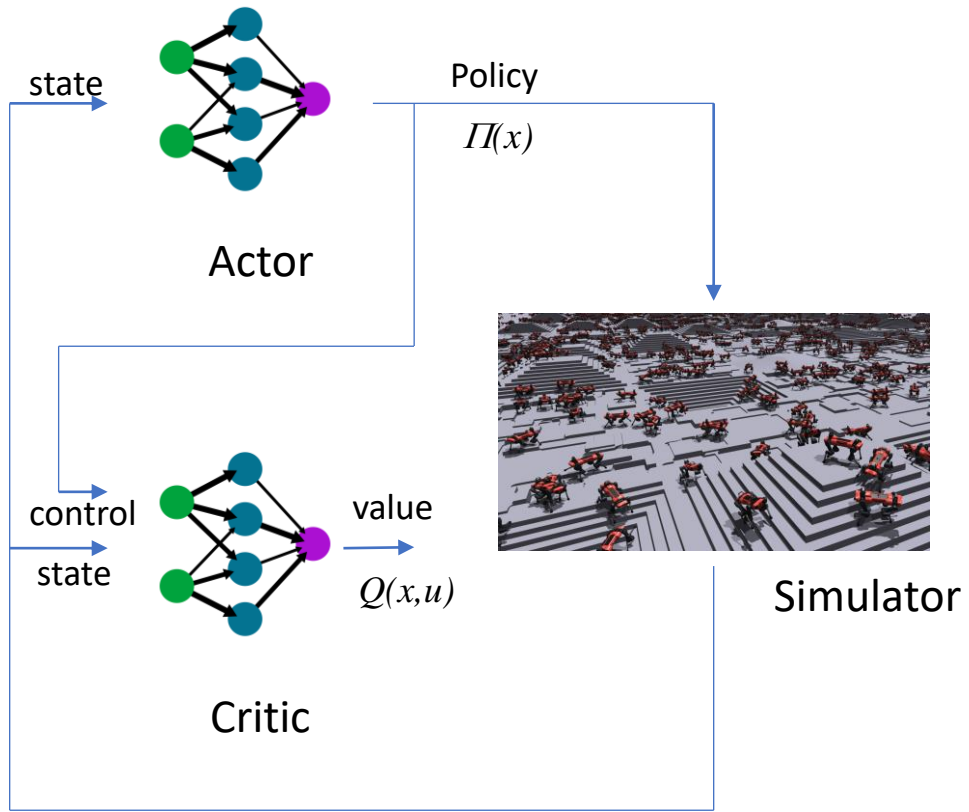 state
Policy
Π(x)
Actor
control
state
value
Q(x,u)
Simulator
Critic